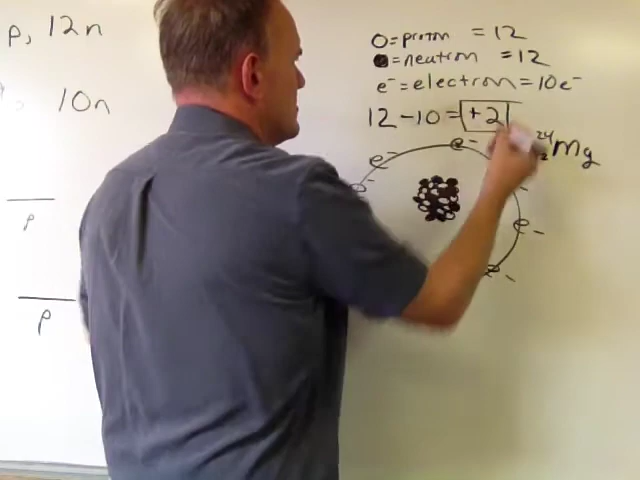 p, 12n
10n
p
p
o = proton = 12
● = neutron = 12
e⁻ = electron = 10e⁻
12 - 10 = +2
24
Mg
e⁻
e⁻
e⁻
e -
e -